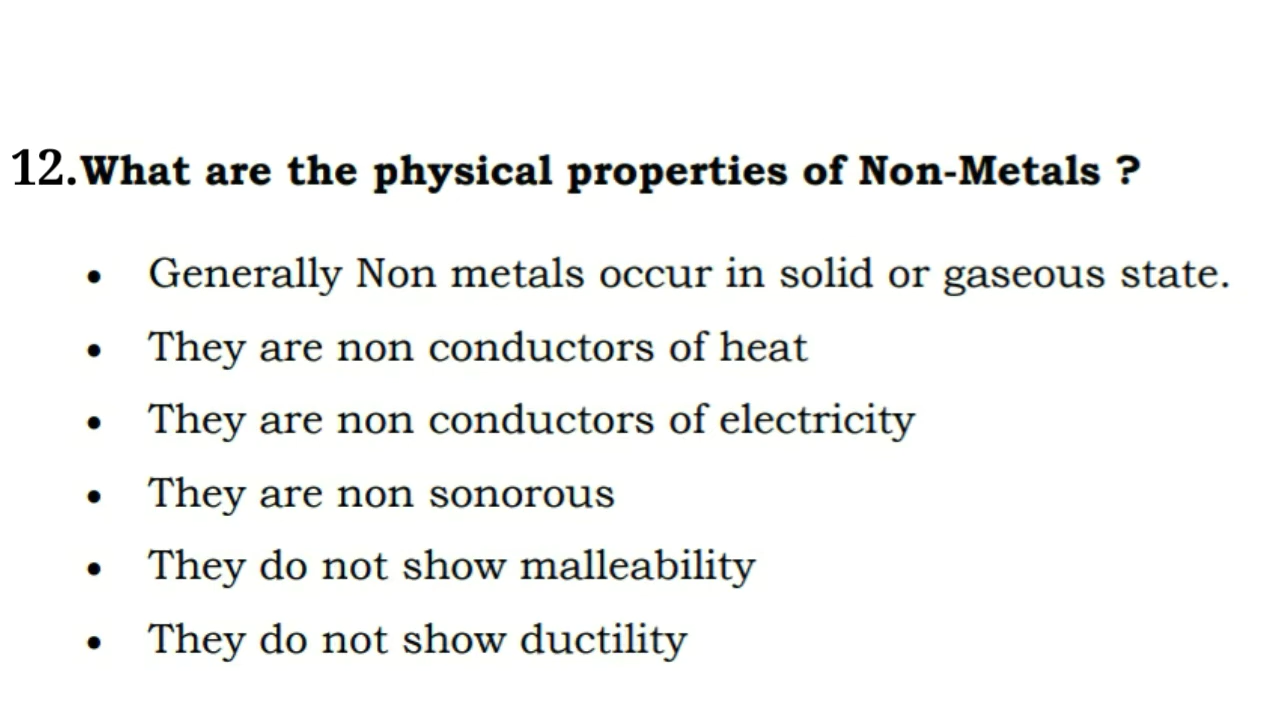 12.What are the physical properties of Non-Metals ?
• Generally Non metals occur in solid or gaseous state.
• They are non conductors of heat
• They are non conductors of electricity
• They are non sonorous
• They do not show malleability
• They do not show ductility